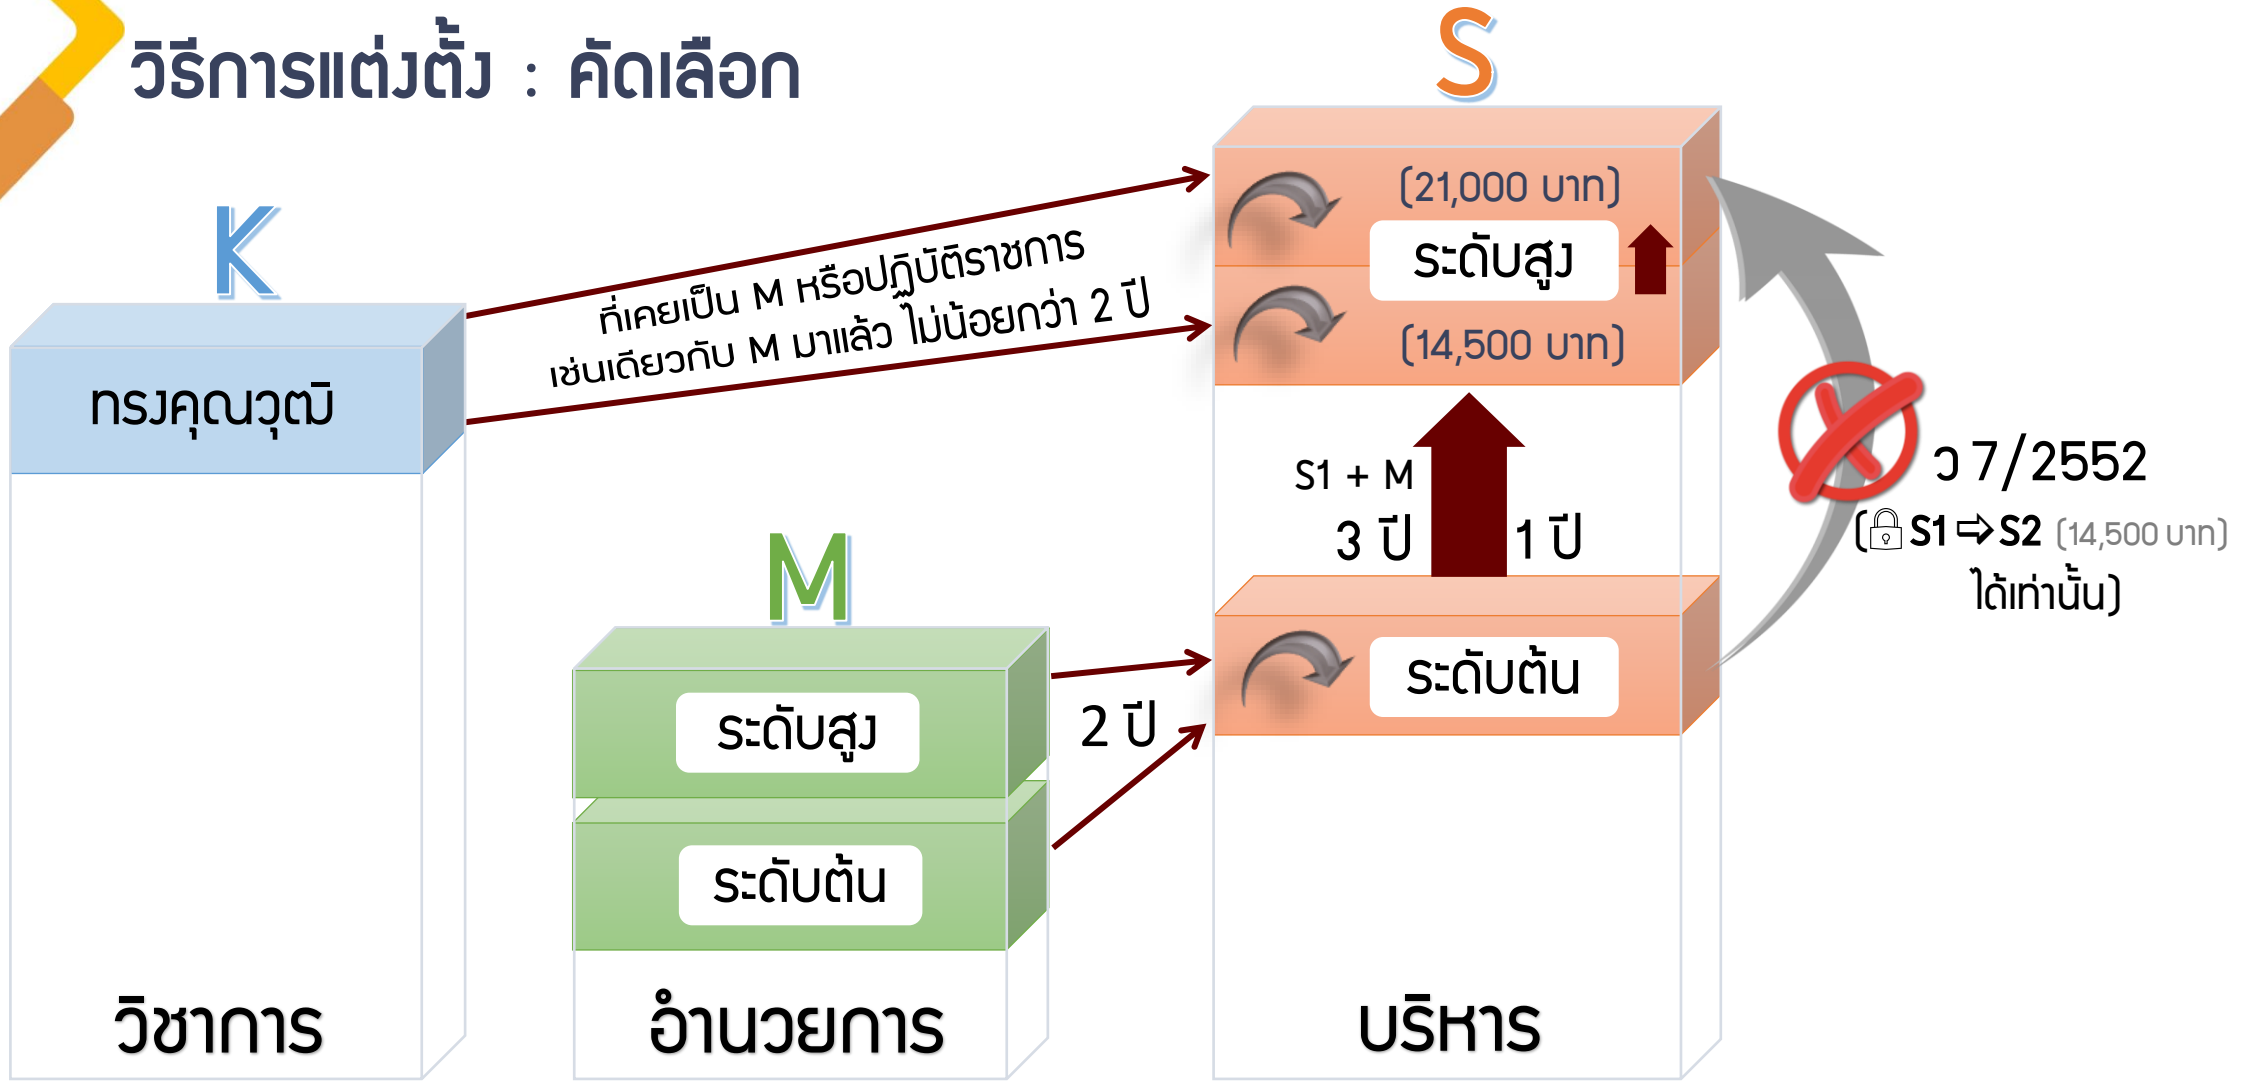 วิธีการแต่งตั้ง : คัดเลือก
S
K
(21,000 บาท)
ระดับสูง
(14,500 บาท)
ที่เคยเป็น M หรือปฏิบัติราชการ
เช่นเดียวกับ M มาแล้ว ไม่น้อยกว่า 2 ปี
ทรงคุณวุฒิ
S1 + M
3 ปี
1 ปี
ว 7/2552
(S1 ⇨ S2 (14,500 บาท)
ได้เท่านั้น)
M
ระดับสูง
2 ปี
ระดับต้น
ระดับต้น
วิชาการ
อำนวยการ
บริหาร